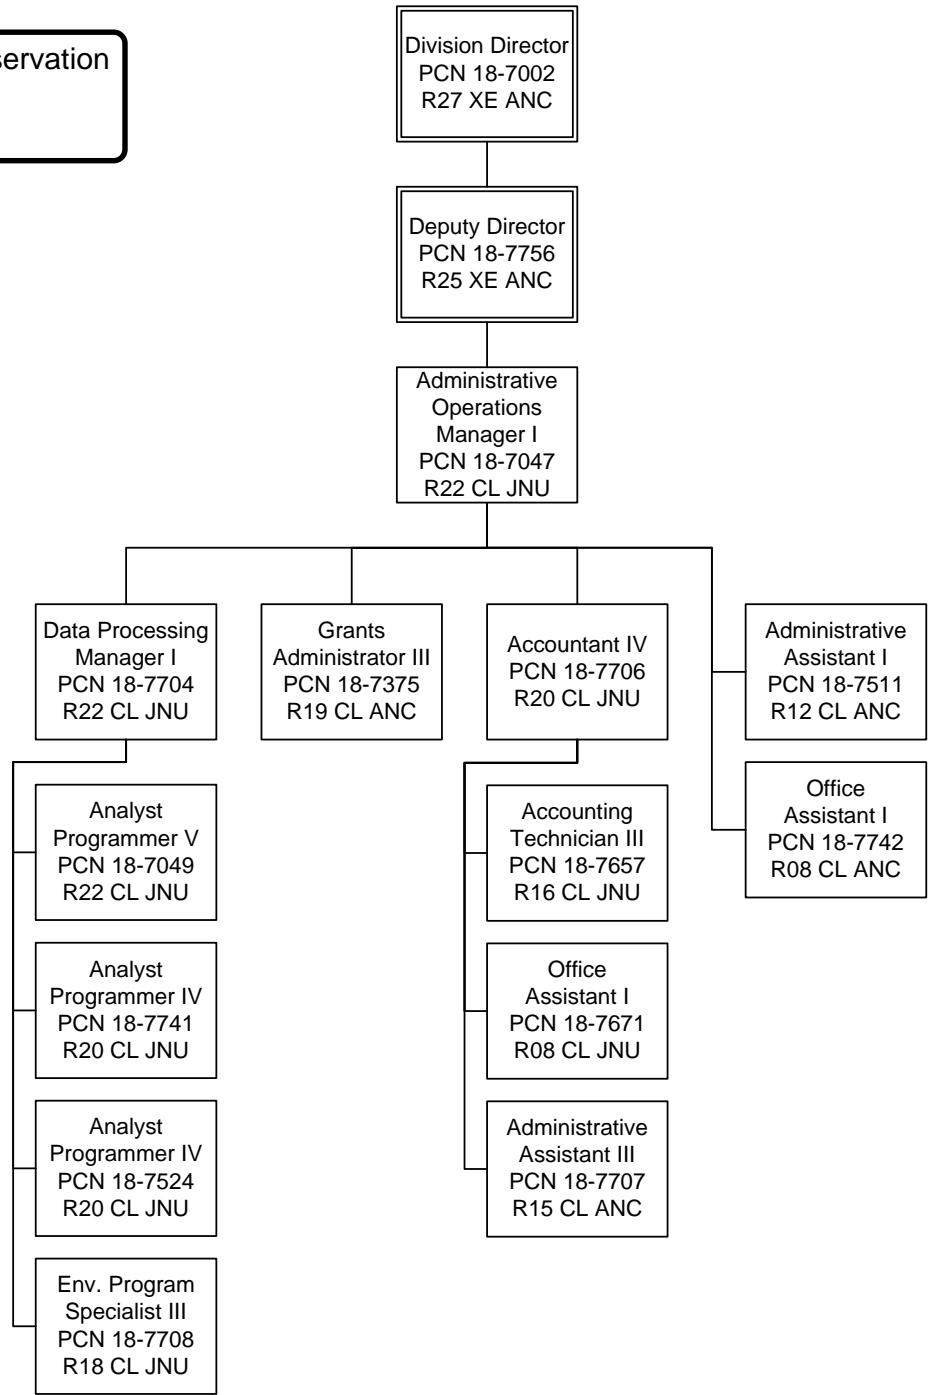 servation
Division Director
PCN 18-7002
R27 XE ANC
Deputy Director
PCN 18-7756
R25 XE ANC
Administrative
Operations
Manager I
PCN 18-7047
R22 CL JNU
Data Processing
Manager I
PCN 18-7704
R22 CL JNU
Grants
Administrator III
PCN 18-7375
R19 CL ANC
Accountant IV
PCN 18-7706
R20 CL JNU
Administrative
Assistant I
PCN 18-7511
R12 CL ANC
Analyst
Programmer V
PCN 18-7049
R22 CL JNU
Accounting
Technician III
PCN 18-7657
R16 CL JNU
Office
Assistant I
PCN 18-7742
R08 CL ANC
Analyst
Programmer IV
PCN 18-7741
R20 CL JNU
Office
Assistant I
PCN 18-7671
R08 CL JNU
Analyst
Programmer IV
PCN 18-7524
R20 CL JNU
Administrative
Assistant III
PCN 18-7707
R15 CL ANC
Env. Program
Specialist III
PCN 18-7708
R18 CL JNU